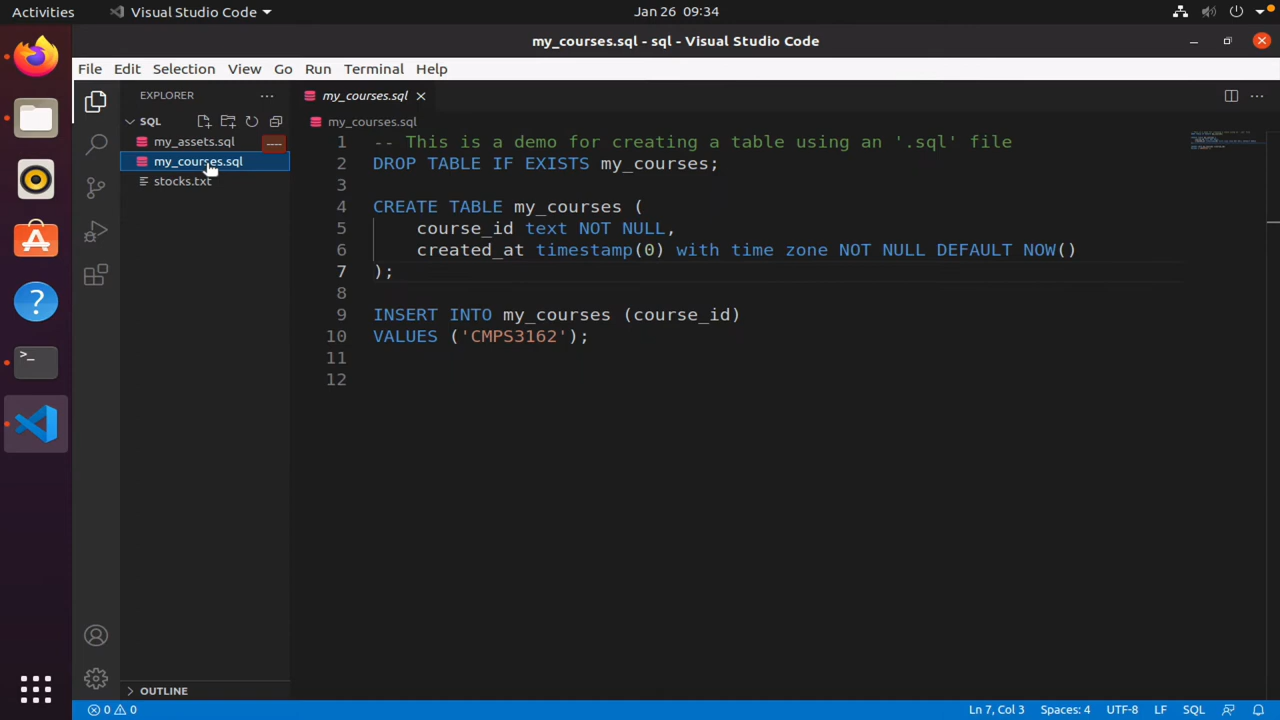 Activities
Visual Studio Code
Jan 26 09:34
my_courses.sql - sql - Visual Studio Code
File Edit Selection View Go Run Terminal Help
EXPLORER
my_courses.sql
SQL
my_courses.sql
my_assets.sql
my_courses.sql
stocks.txt
1 -- This is a demo for creating a table using an '.sql' file
2 DROP TABLE IF EXISTS my_courses;
3
4 CREATE TABLE my_courses (
5 course_id text NOT NULL,
6 created_at timestamp(0) with time zone NOT NULL DEFAULT NOW()
7 );
8
9 INSERT INTO my_courses (course_id)
10 VALUES ('CMPS3162');
11
12
OUTLINE
0 0
Ln 7, Col 3 Spaces: 4 UTF-8 LF SQL